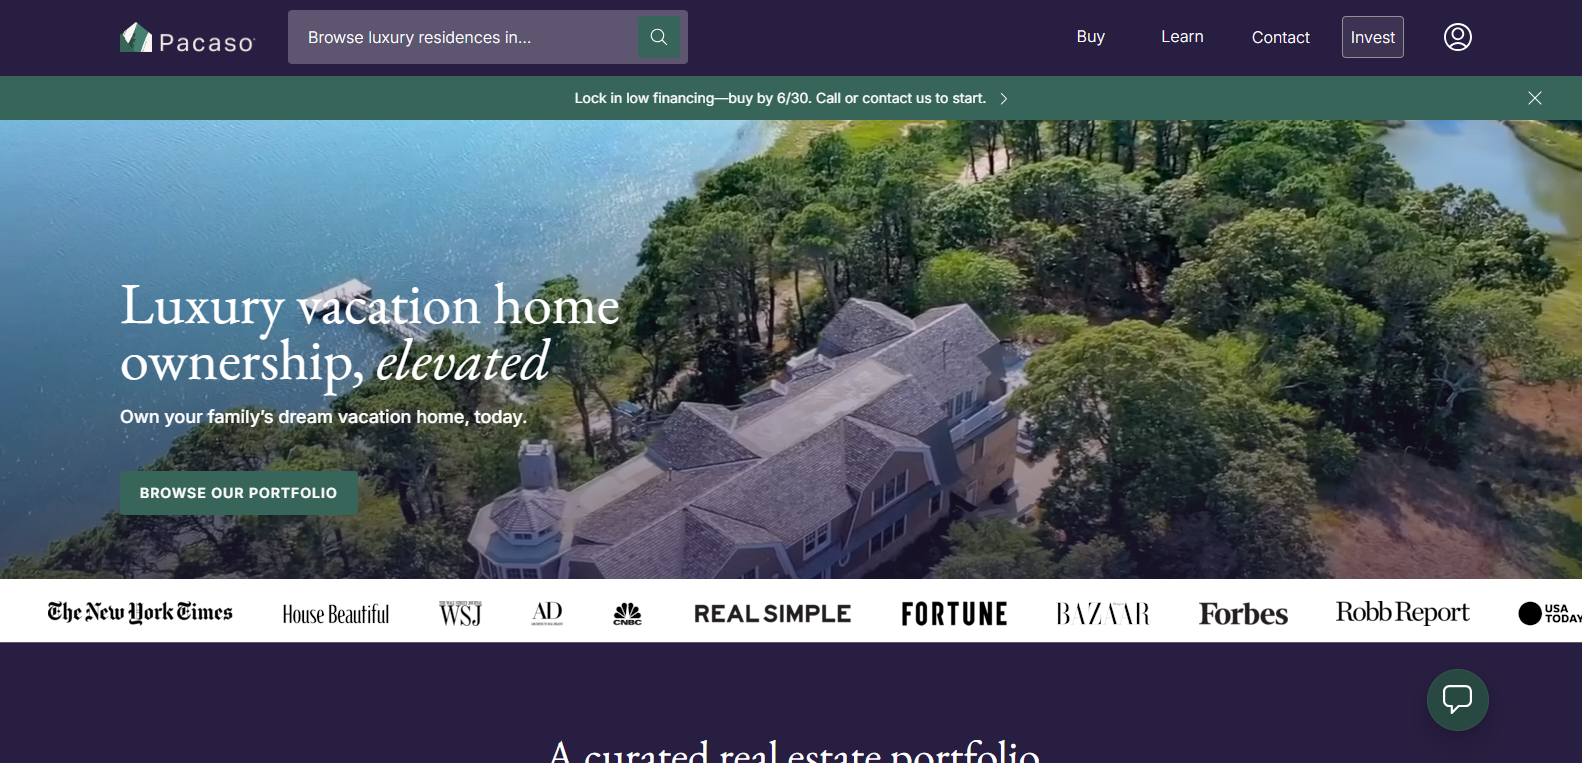 Pacaso
Browse luxury residences in...
Buy
Learn
Contact
Invest
Lock in low financing—buy by 6/30. Call or contact us to start.
Luxury vacation home
ownership, elevated
Own your family's dream vacation home, today.
BROWSE OUR PORTFOLIO
The New York Times
House Beautiful
WSJ
AD
CNBC
REAL SIMPLE
FORTUNE
BAZAAR
Forbes
Robb Report
USA
TODAY
A curated real estate portfolio